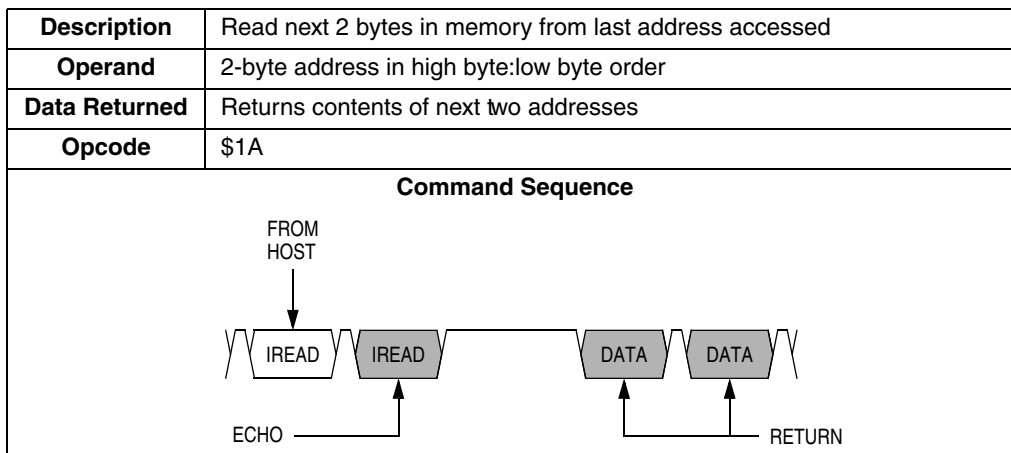 Description Read next 2 bytes in memory from last address accessed
Operand 2-byte address in high byte:low byte order
Data Returned Returns contents of next two addresses
Opcode $1A
Command Sequence
FROM
HOST
IREAD IREAD DATA DATA
ECHO RETURN